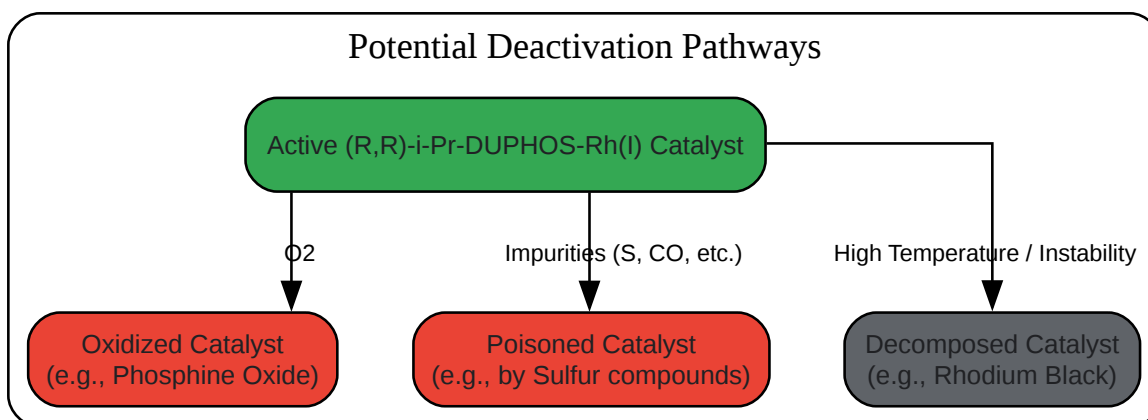 Potential Deactivation Pathways
Active (R,R)-i-Pr-DUPHOS-Rh(I) Catalyst
O2
Impurities (S, CO, etc.)
High Temperature / Instability
Oxidized Catalyst
(e.g., Phosphine Oxide)
Poisoned Catalyst
(e.g., by Sulfur compounds)
Decomposed Catalyst
(e.g., Rhodium Black)